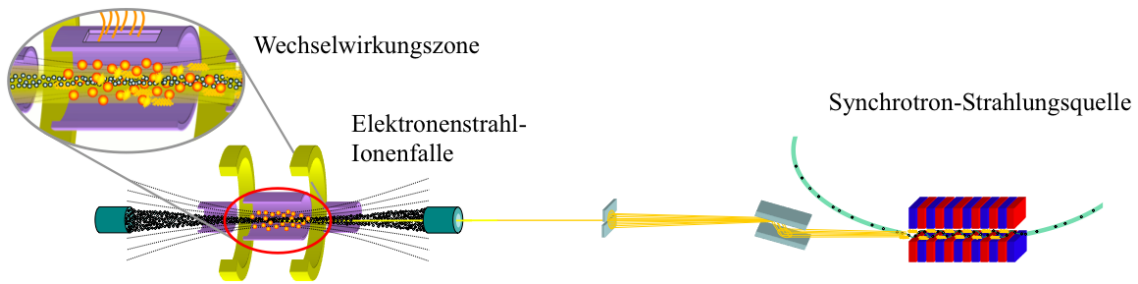 Wechselwirkungszone
Elektronenstrahl-
Ionenfalle
Synchrotron-Strahlungsquelle